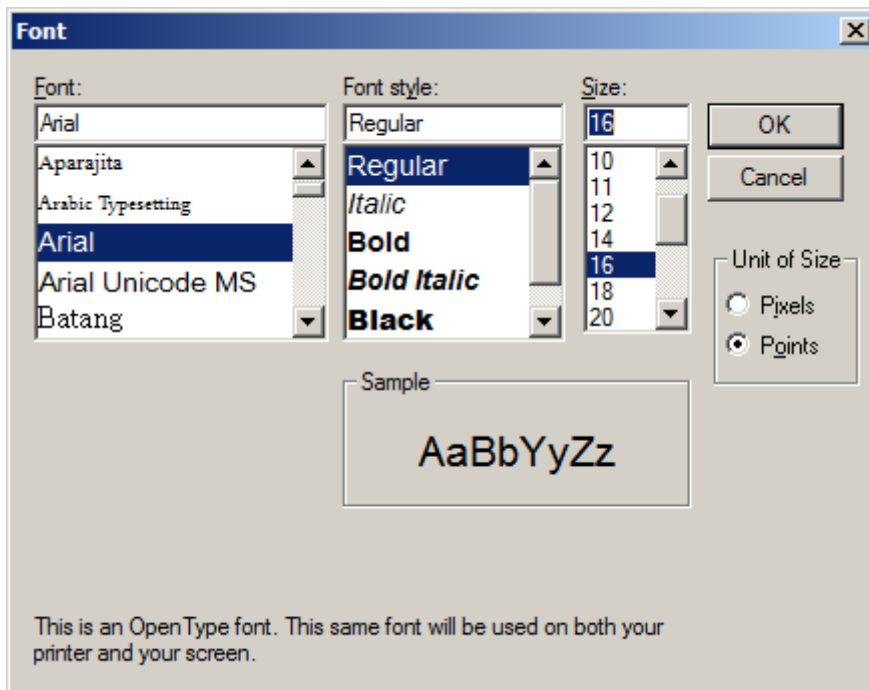 Font
Font:
Arial
Aparajita
Arabic Typesetting
Arial
Arial Unicode MS
Batang
Font style:
Regular
Regular
Italic
Bold
Bold Italic
Black
Size:
16
10
11
12
14
16
18
20
OK
Cancel
Unit of Size
Pixels
Points
Sample
AaBbYyZz
This is an OpenType font. This same font will be used on both your
printer and your screen.